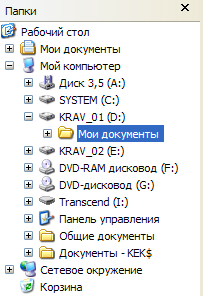 Папки
Рабочий стол
Мои документы
Мой компьютер
Диск 3,5 (A:)
SYSTEM (C:)
KRAV_01 (D:)
Мои документы
KRAV_02 (E:)
DVD-RAM дисковод (F:)
DVD-дисковод (G:)
Transcend (I:)
Панель управления
Общие документы
Документы - KEK$
Сетевое окружение
Корзина